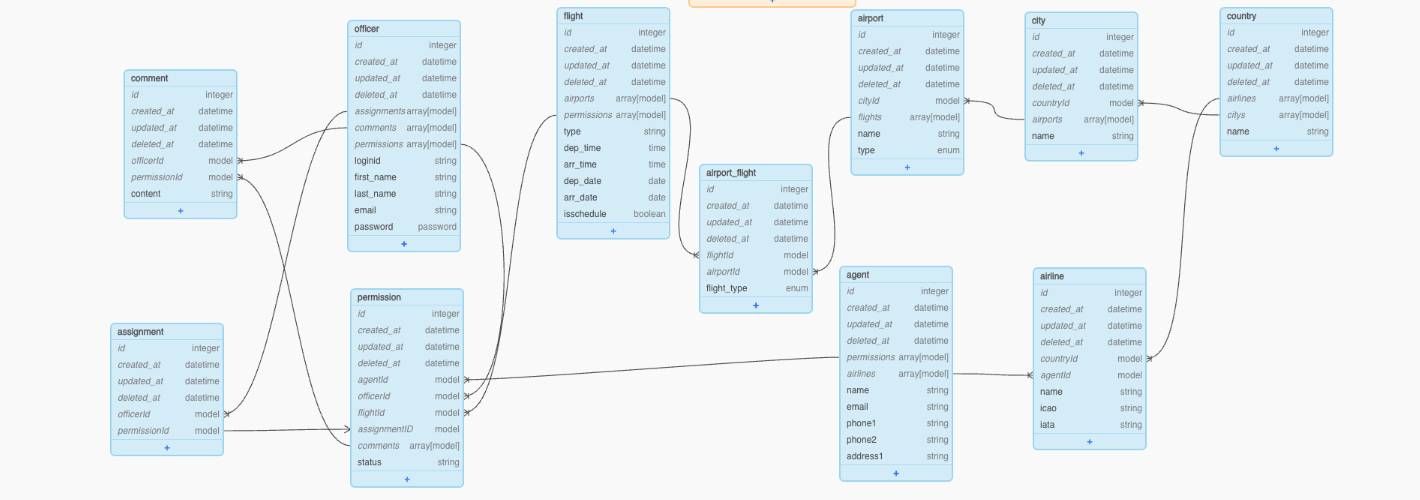 comment
id integer
created_at datetime
updated_at datetime
deleted_at datetime
officerId model
permissionId model
content string
+
assignment
id integer
created_at datetime
updated_at datetime
deleted_at datetime
officerId model
permissionId model
+
officer
id integer
created_at datetime
updated_at datetime
deleted_at datetime
assignments array[model]
comments array[model]
permissions array[model]
loginid string
first_name string
last_name string
email string
password password
+
permission
id integer
created_at datetime
updated_at datetime
deleted_at datetime
agentId model
officerId model
flightId model
assignmentID model
comments array[model]
status string
+
flight
id integer
created_at datetime
updated_at datetime
deleted_at datetime
airports array[model]
permissions array[model]
type string
dep_time time
arr_time time
dep_date date
arr_date date
isschedule boolean
+
airport_flight
id integer
created_at datetime
updated_at datetime
deleted_at datetime
flightId model
airportId model
flight_type enum
+
airport
id integer
created_at datetime
updated_at datetime
deleted_at datetime
cityId model
flights array[model]
name string
type enum
+
agent
id integer
created_at datetime
updated_at datetime
deleted_at datetime
permissions array[model]
airlines array[model]
name string
email string
phone1 string
phone2 string
address1 string
+
city
id integer
created_at datetime
updated_at datetime
deleted_at datetime
countryId model
airports array[model]
name string
+
airline
id integer
created_at datetime
updated_at datetime
deleted_at datetime
countryId model
agentId model
name string
icao string
iata string
+
country
id integer
created_at datetime
updated_at datetime
deleted_at datetime
airlines array[model]
citys array[model]
name string
+